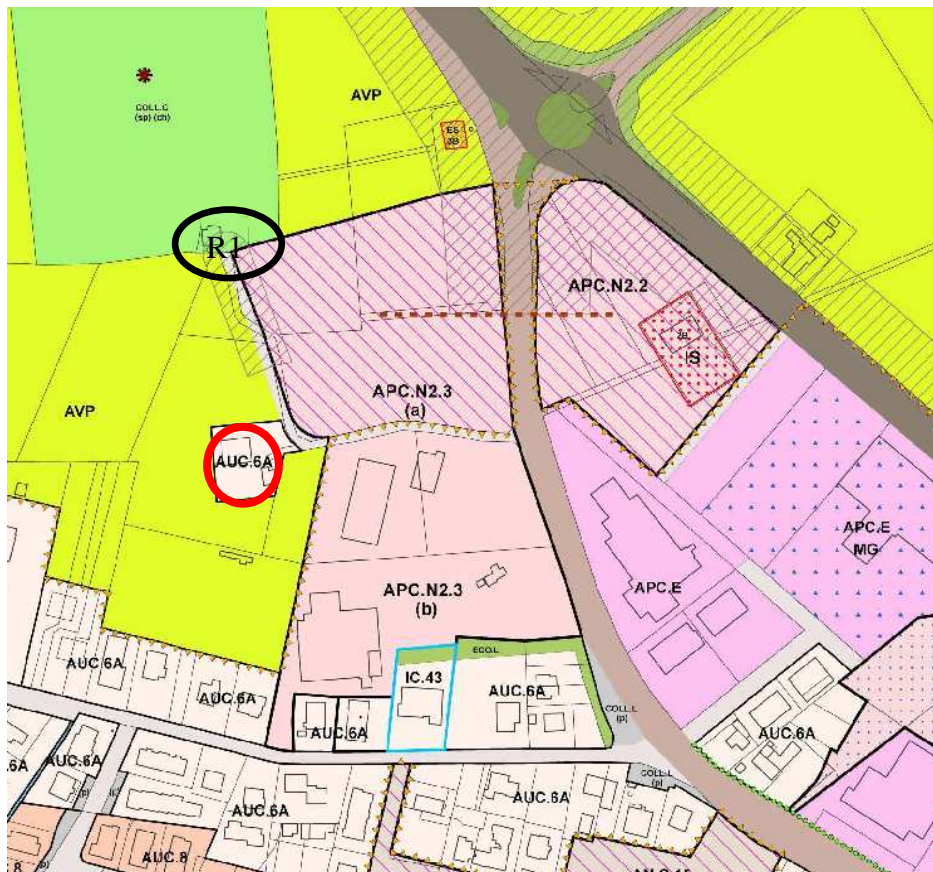 COLL.C
(sp) (ch)
AVP
ES
3B
R1
APC.N2.2
IS
APC.N2.3
(a)
AVP
AUC.6A
APC.E
MG
APC.N2.3
(b)
APC.E
ECO.L
AUC.6A
IC.43
AUC.6A
AUC.6A
COLL.L
(p)
AUC.6A
AUC.6A
AUC.6A
.6A
COLL.L
(p)
(p)
AUC.6A
AUC.6A
AUC.8
.8
(p)